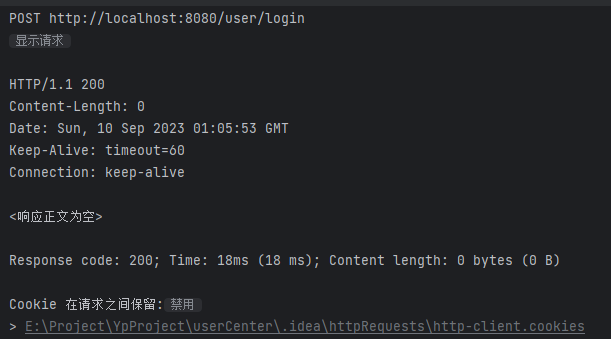 POST http://localhost:8080/user/login
显示请求
HTTP/1.1 200
Content-Length: 0
Date: Sun, 10 Sep 2023 01:05:53 GMT
Keep-Alive: timeout=60
Connection: keep-alive
<响应正文为空>
Response code: 200; Time: 18ms (18 ms); Content length: 0 bytes (0 B)
Cookie 在请求之间保留: 禁用
> E:\Project\YpProject\userCenter\.idea\httpRequests\http-client.cookies